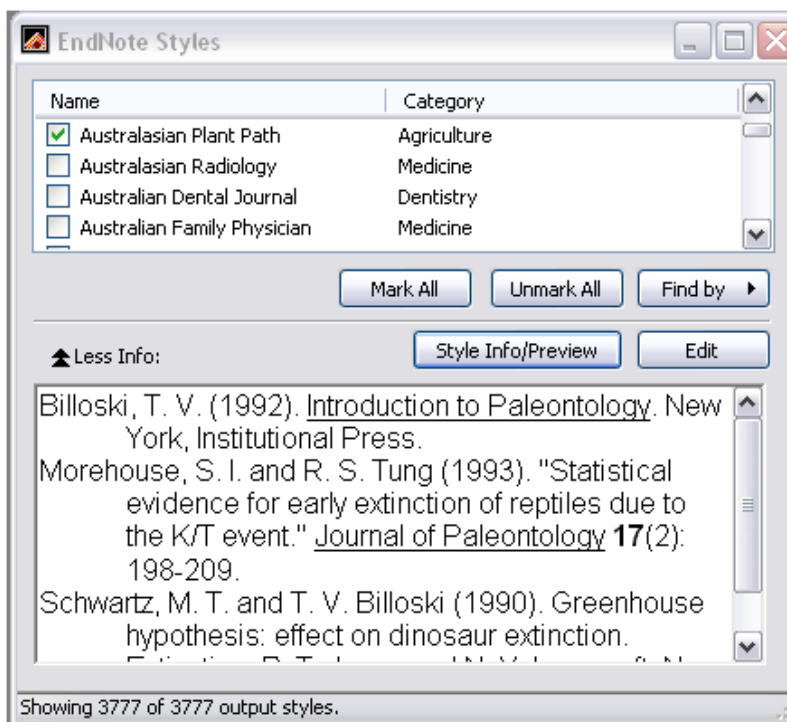 EndNote Styles
Name Category
Australasian Plant Path Agriculture
Australasian Radiology Medicine
Australian Dental Journal Dentistry
Australian Family Physician Medicine
Mark All Unmark All Find by
Less Info: Style Info/Preview Edit
Billoski, T. V. (1992). Introduction to Paleontology. New
York, Institutional Press.
Morehouse, S. I. and R. S. Tung (1993). "Statistical
evidence for early extinction of reptiles due to
the K/T event." Journal of Paleontology 17(2):
198-209.
Schwartz, M. T. and T. V. Billoski (1990). Greenhouse
hypothesis: effect on dinosaur extinction.
Showing 3777 of 3777 output styles.